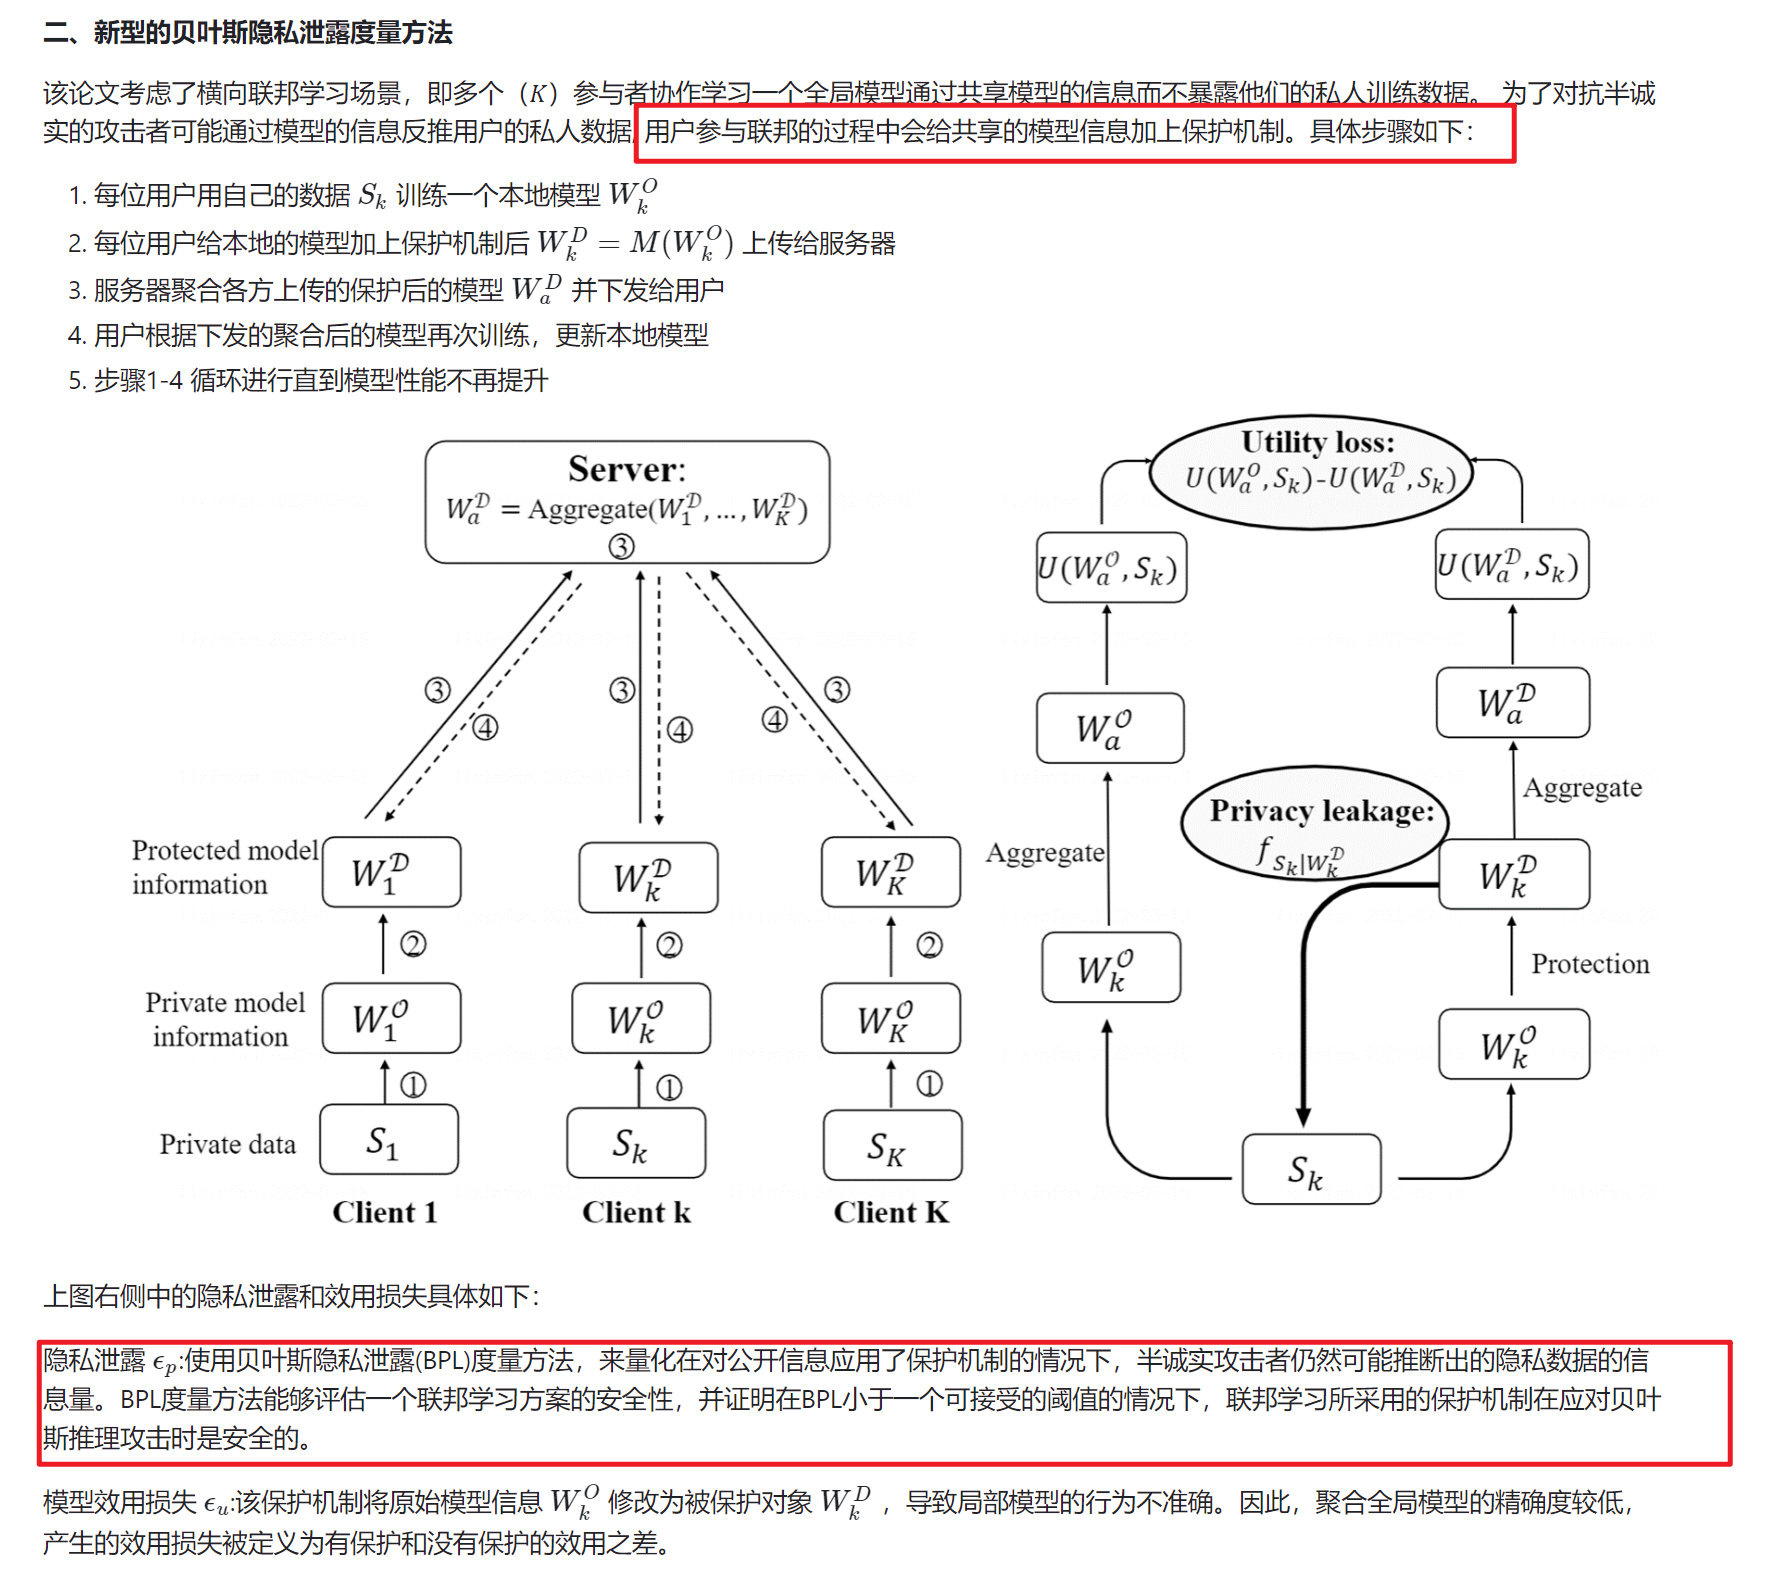 二、新型的贝叶斯隐私泄露度量方法
该论文考虑了横向联邦学习场景，即多个（K）参与者协作学习一个全局模型通过共享模型的信息而不暴露他们的私人训练数据。 为了对抗半诚
实的攻击者可能通过模型的信息反推用户的私人数据，用户参与联邦的过程中会给共享的模型信息加上保护机制。具体步骤如下：
1. 每位用户用自己的数据 S_k 训练一个本地模型 W_k^O
2. 每位用户给本地的模型加上保护机制后 W_k^D = M(W_k^O) 上传给服务器
3. 服务器聚合各方上传的保护后的模型 W_a^D 并下发给用户
4. 用户根据下发的聚合后的模型再次训练，更新本地模型
5. 步骤1-4 循环进行直到模型性能不再提升
Server:
W_a^D = Aggregate(W_1^D, ..., W_K^D)
③
③ ③ ③
④ ④ ④
Protected model
information
W_1^D W_k^D W_K^D
② ② ②
Private model
information
W_1^O W_k^O W_K^O
① ① ①
Private data
S_1 S_k S_K
Client 1 Client k Client K
Utility loss:
U(W_a^O, S_k)-U(W_a^D, S_k)
U(W_a^O, S_k) U(W_a^D, S_k)
W_a^O W_a^D
Aggregate Aggregate
Privacy leakage:
f_{S_k|W_k^D}
W_k^D
W_k^O
Protection
W_k^O
S_k
上图右侧中的隐私泄露和效用损失具体如下：
隐私泄露 ϵ_p:使用贝叶斯隐私泄露(BPL)度量方法，来量化在对公开信息应用了保护机制的情况下，半诚实攻击者仍然可能推断出的隐私数据的信
息量。BPL度量方法能够评估一个联邦学习方案的安全性，并证明在BPL小于一个可接受的阈值的情况下，联邦学习所采用的保护机制在应对贝叶
斯推理攻击时是安全的。
模型效用损失 ϵ_u:该保护机制将原始模型信息 W_k^O 修改为被保护对象 W_k^D ，导致局部模型的行为不准确。因此，聚合全局模型的精确度较低，
产生的效用损失被定义为有保护和没有保护的效用之差。